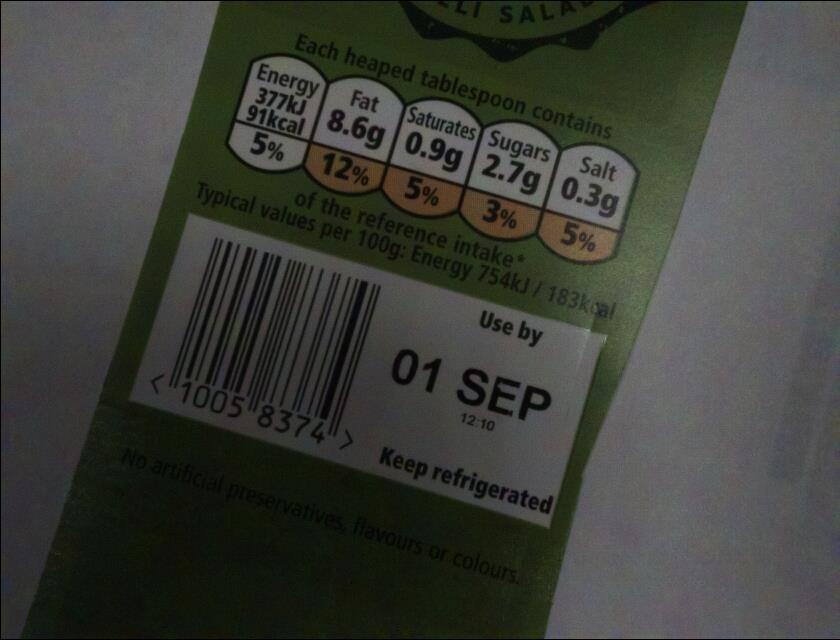 LLI SALAD
Each heaped tablespoon contains
Energy 377kJ 91kcal 5%
Fat 8.6g 12%
Saturates 0.9g 5%
Sugars 2.7g 3%
Salt 0.3g 5%
of the reference intake*
Typical values per 100g: Energy 754kJ / 183kcal
Use by
01 SEP
12:10
< 1005 8374 >
Keep refrigerated
No artificial preservatives, flavours or colours.